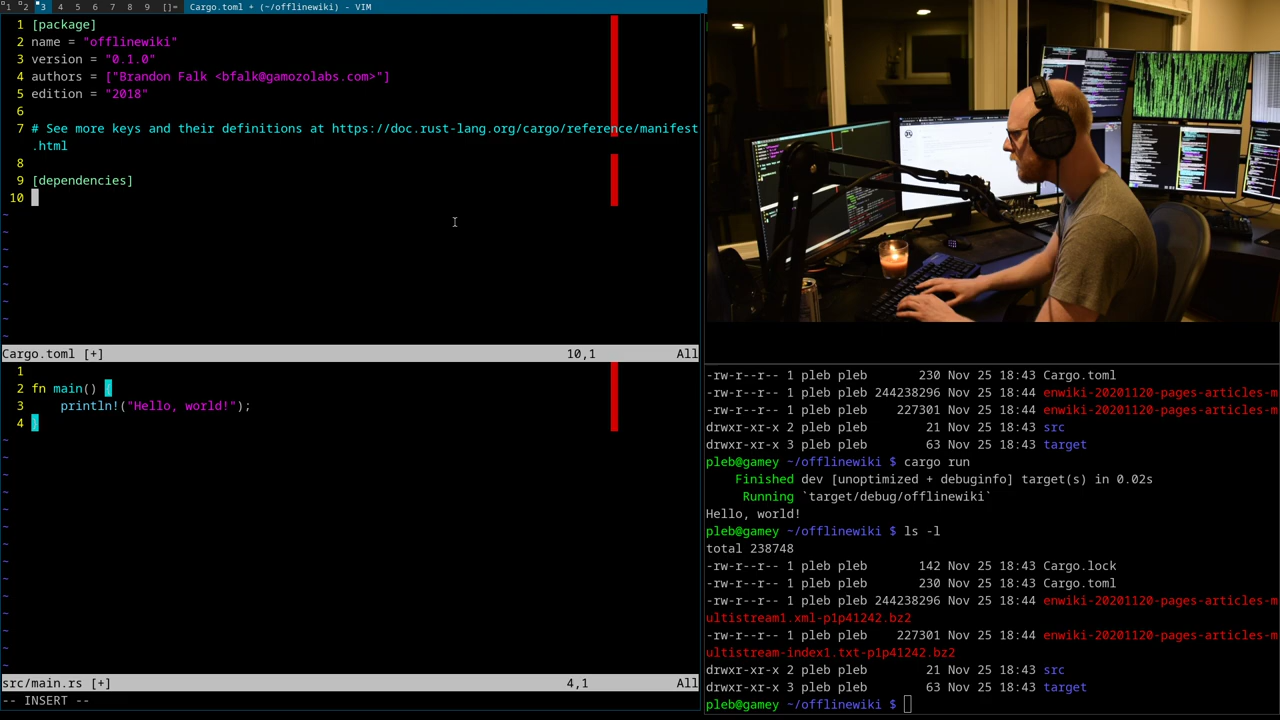 1 2 3 4 5 6 7 8 9 []= Cargo.toml + (~/offlinewiki) - VIM
1 [package]
2 name = "offlinewiki"
3 version = "0.1.0"
4 authors = ["Brandon Falk <bfalk@gamozolabs.com>"]
5 edition = "2018"
6
7 # See more keys and their definitions at https://doc.rust-lang.org/cargo/reference/manifest
.html
8
9 [dependencies]
10
~
~
~
~
~
~
~
~
Cargo.toml [+] 10,1 All
1
2 fn main() {
3 println!("Hello, world!");
4 }
~
~
~
~
~
~
~
~
~
~
~
~
~
~
src/main.rs [+] 4,1 All
-- INSERT --
-rw-r--r-- 1 pleb pleb 230 Nov 25 18:43 Cargo.toml
-rw-r--r-- 1 pleb pleb 244238296 Nov 25 18:44 enwiki-20201120-pages-articles-m
-rw-r--r-- 1 pleb pleb 227301 Nov 25 18:44 enwiki-20201120-pages-articles-m
drwxr-xr-x 2 pleb pleb 21 Nov 25 18:43 src
drwxr-xr-x 3 pleb pleb 63 Nov 25 18:43 target
pleb@gamey ~/offlinewiki $ cargo run
Finished dev [unoptimized + debuginfo] target(s) in 0.02s
Running `target/debug/offlinewiki`
Hello, world!
pleb@gamey ~/offlinewiki $ ls -l
total 238748
-rw-r--r-- 1 pleb pleb 142 Nov 25 18:43 Cargo.lock
-rw-r--r-- 1 pleb pleb 230 Nov 25 18:43 Cargo.toml
-rw-r--r-- 1 pleb pleb 244238296 Nov 25 18:44 enwiki-20201120-pages-articles-m
ultistream1.xml-p1p41242.bz2
-rw-r--r-- 1 pleb pleb 227301 Nov 25 18:44 enwiki-20201120-pages-articles-m
ultistream-index1.txt-p1p41242.bz2
drwxr-xr-x 2 pleb pleb 21 Nov 25 18:43 src
drwxr-xr-x 3 pleb pleb 63 Nov 25 18:43 target
pleb@gamey ~/offlinewiki $